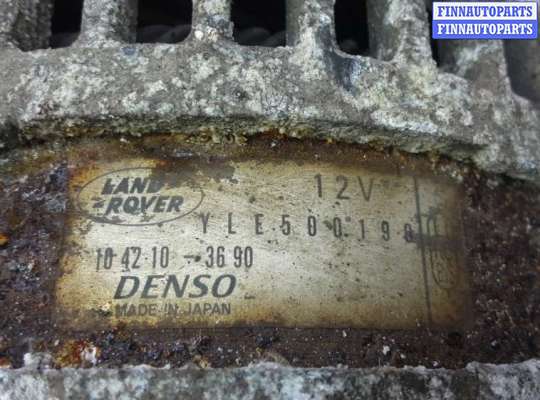 FINNAUTOPARTS
FINNAUTOPARTS
LAND
ROVER
12V
YLE500190
104210-3690
DENSO
MADE IN JAPAN